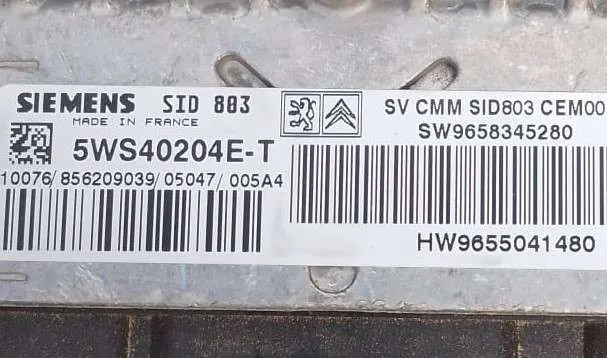 SIEMENS SID 803
MADE IN FRANCE
5WS40204E-T
10076/856209039/05047/005A4
SV CMM SID803 CEM00
SW9658345280
HW9655041480